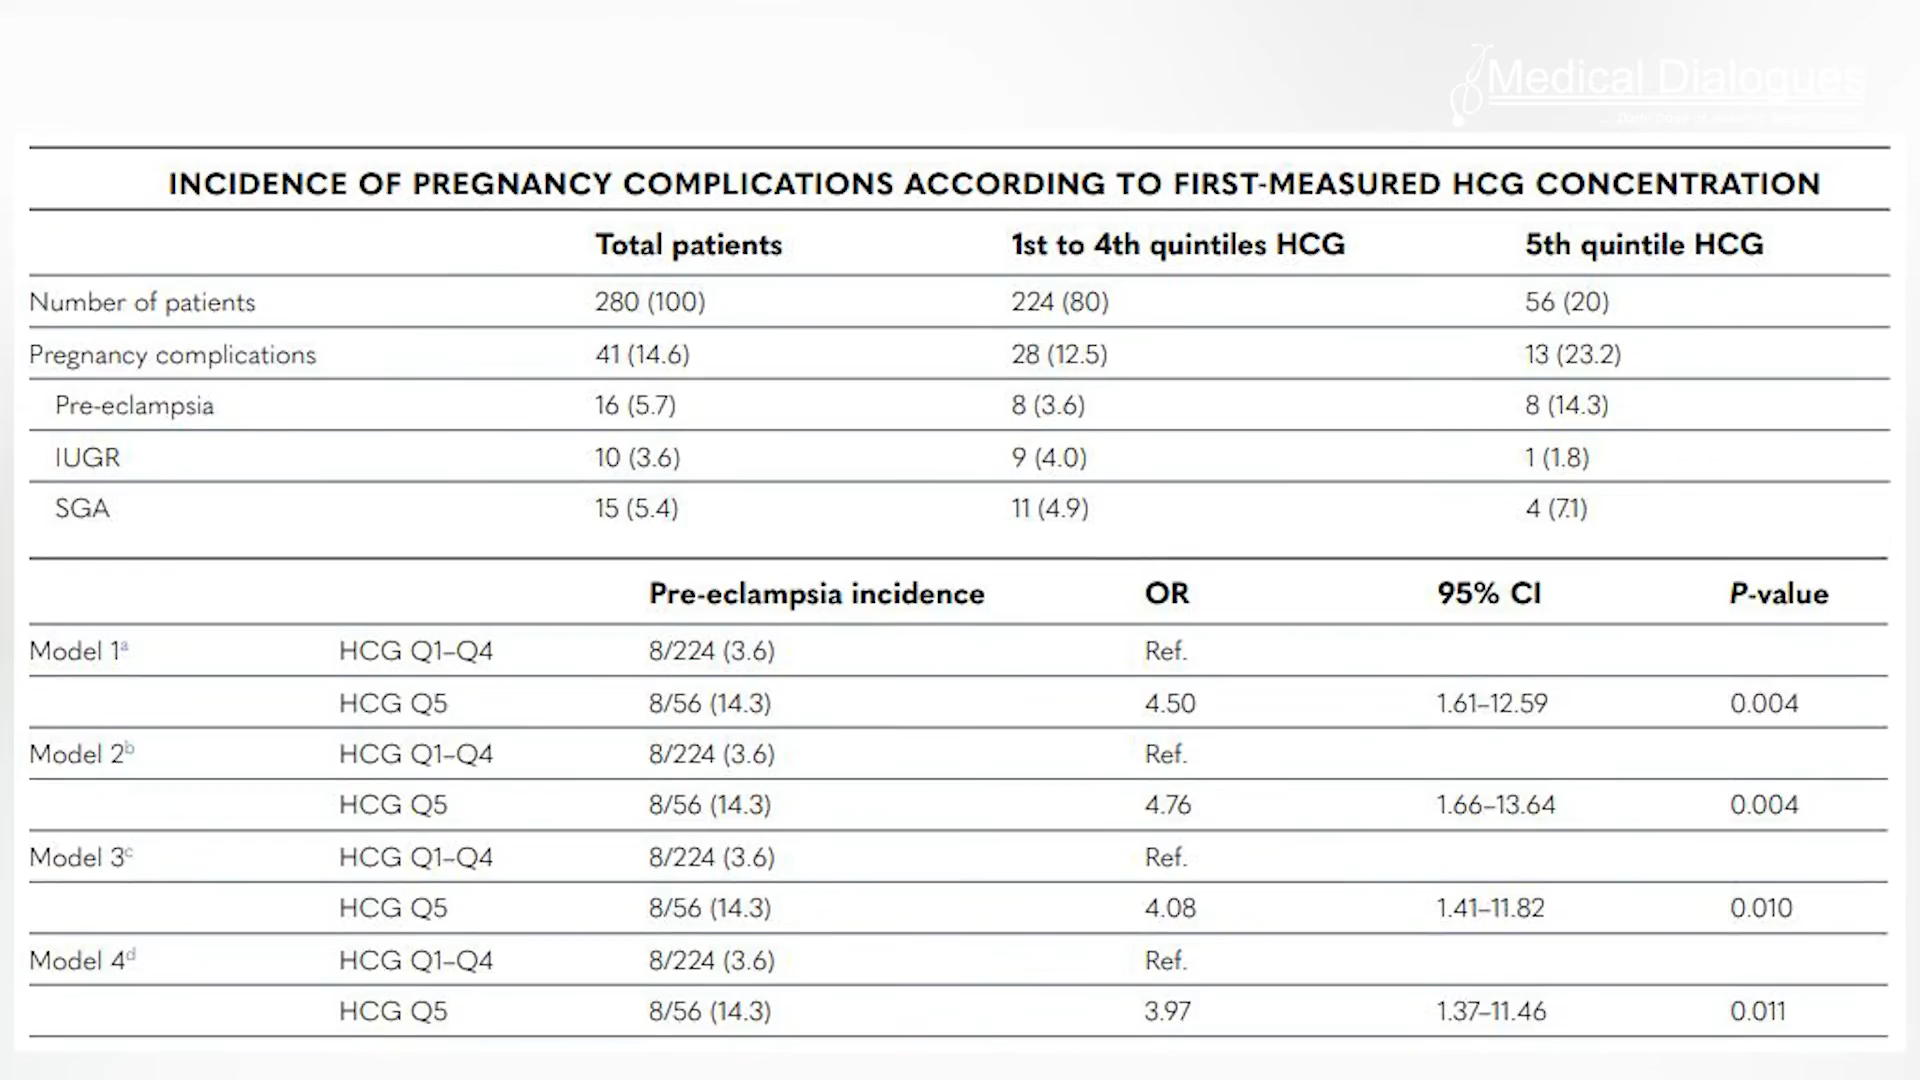 Medical Dialogues
INCIDENCE OF PREGNANCY COMPLICATIONS ACCORDING TO FIRST-MEASURED HCG CONCENTRATION
Total patients 1st to 4th quintiles HCG 5th quintile HCG
Number of patients 280 (100) 224 (80) 56 (20)
Pregnancy complications 41 (14.6) 28 (12.5) 13 (23.2)
Pre-eclampsia 16 (5.7) 8 (3.6) 8 (14.3)
IUGR 10 (3.6) 9 (4.0) 1 (1.8)
SGA 15 (5.4) 11 (4.9) 4 (7.1)
Pre-eclampsia incidence OR 95% CI P-value
Model 1a HCG Q1–Q4 8/224 (3.6) Ref.
HCG Q5 8/56 (14.3) 4.50 1.61–12.59 0.004
Model 2b HCG Q1–Q4 8/224 (3.6) Ref.
HCG Q5 8/56 (14.3) 4.76 1.66–13.64 0.004
Model 3c HCG Q1–Q4 8/224 (3.6) Ref.
HCG Q5 8/56 (14.3) 4.08 1.41–11.82 0.010
Model 4d HCG Q1–Q4 8/224 (3.6) Ref.
HCG Q5 8/56 (14.3) 3.97 1.37–11.46 0.011